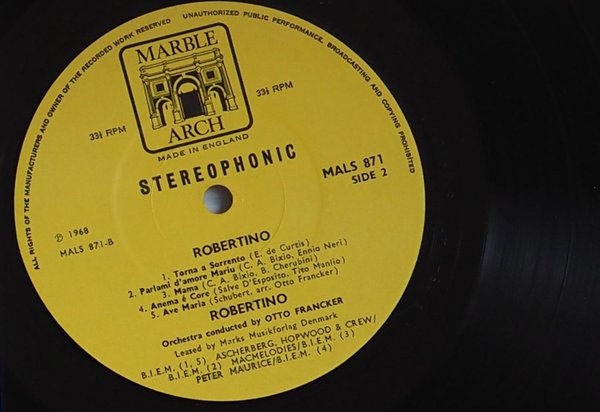 ALL RIGHTS OF THE MANUFACTURERS AND OWNER OF THE RECORDED WORK RESERVED
UNAUTHORIZED PUBLIC PERFORMANCE, BROADCASTING AND COPYING PROHIBITED
MARBLE
ARCH
MADE IN ENGLAND
33⅓ RPM
33⅓ RPM
STEREOPHONIC
MALS 871
SIDE 2
℗ 1968
MALS 871-B
ROBERTINO
1. Torna a Sorrento (E. de Curtis)
2. Parlami d'amore Mariu (C. A. Bixio, Ennio Neri)
3. Mama (C. A. Bixio, B. Cherubini)
4. Anema é Core (Salve D'Esposito, Tito Manlio)
5. Ave Maria (Schubert, arr. Otto Francker)
ROBERTINO
Orchestra conducted by OTTO FRANCKER
Leased by Marks Musikforlag Denmark
B.I.E.M. (1, 5) ASCHERBERG, HOPWOOD & CREW/
B.I.E.M. (2) MACMELODIES/B.I.E.M. (3)
PETER MAURICE/B.I.E.M. (4)